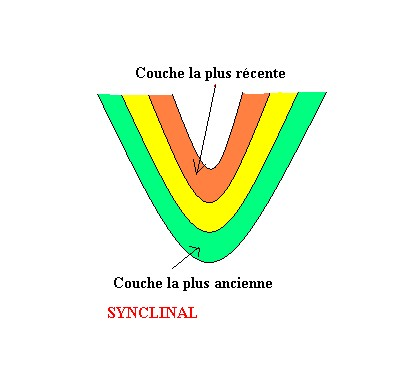 Couche la plus récente
Couche la plus ancienne
SYNCLINAL